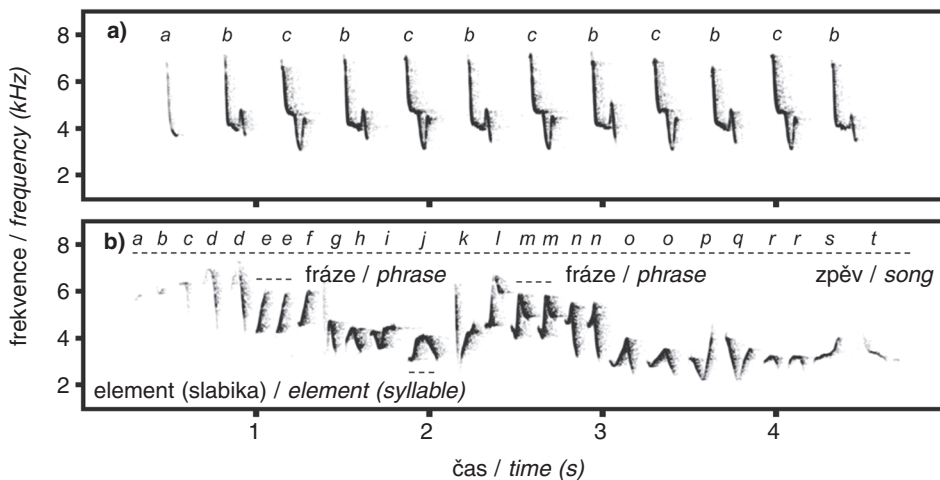 frekvence / frequency (kHz)
8
6
4
2
a)
a b c b c b c b c b c b
8
6
4
2
b)
a b c d d e e f g h i j k l m m n n o o p q r r s t
fráze / phrase
fráze / phrase
zpěv / song
element (slabika) / element (syllable)
1 2 3 4
čas / time (s)